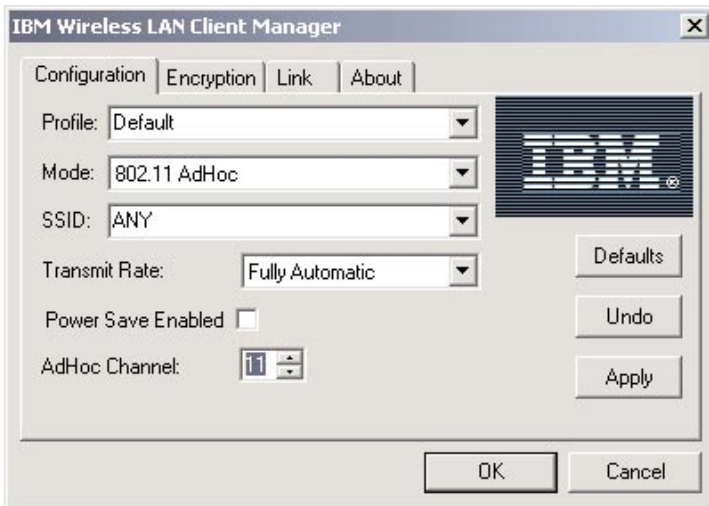 IBM Wireless LAN Client Manager
Configuration Encryption Link About
Profile: Default
Mode: 802.11 AdHoc
SSID: ANY
Transmit Rate: Fully Automatic
Power Save Enabled
AdHoc Channel: 11
IBM®
Defaults
Undo
Apply
OK Cancel